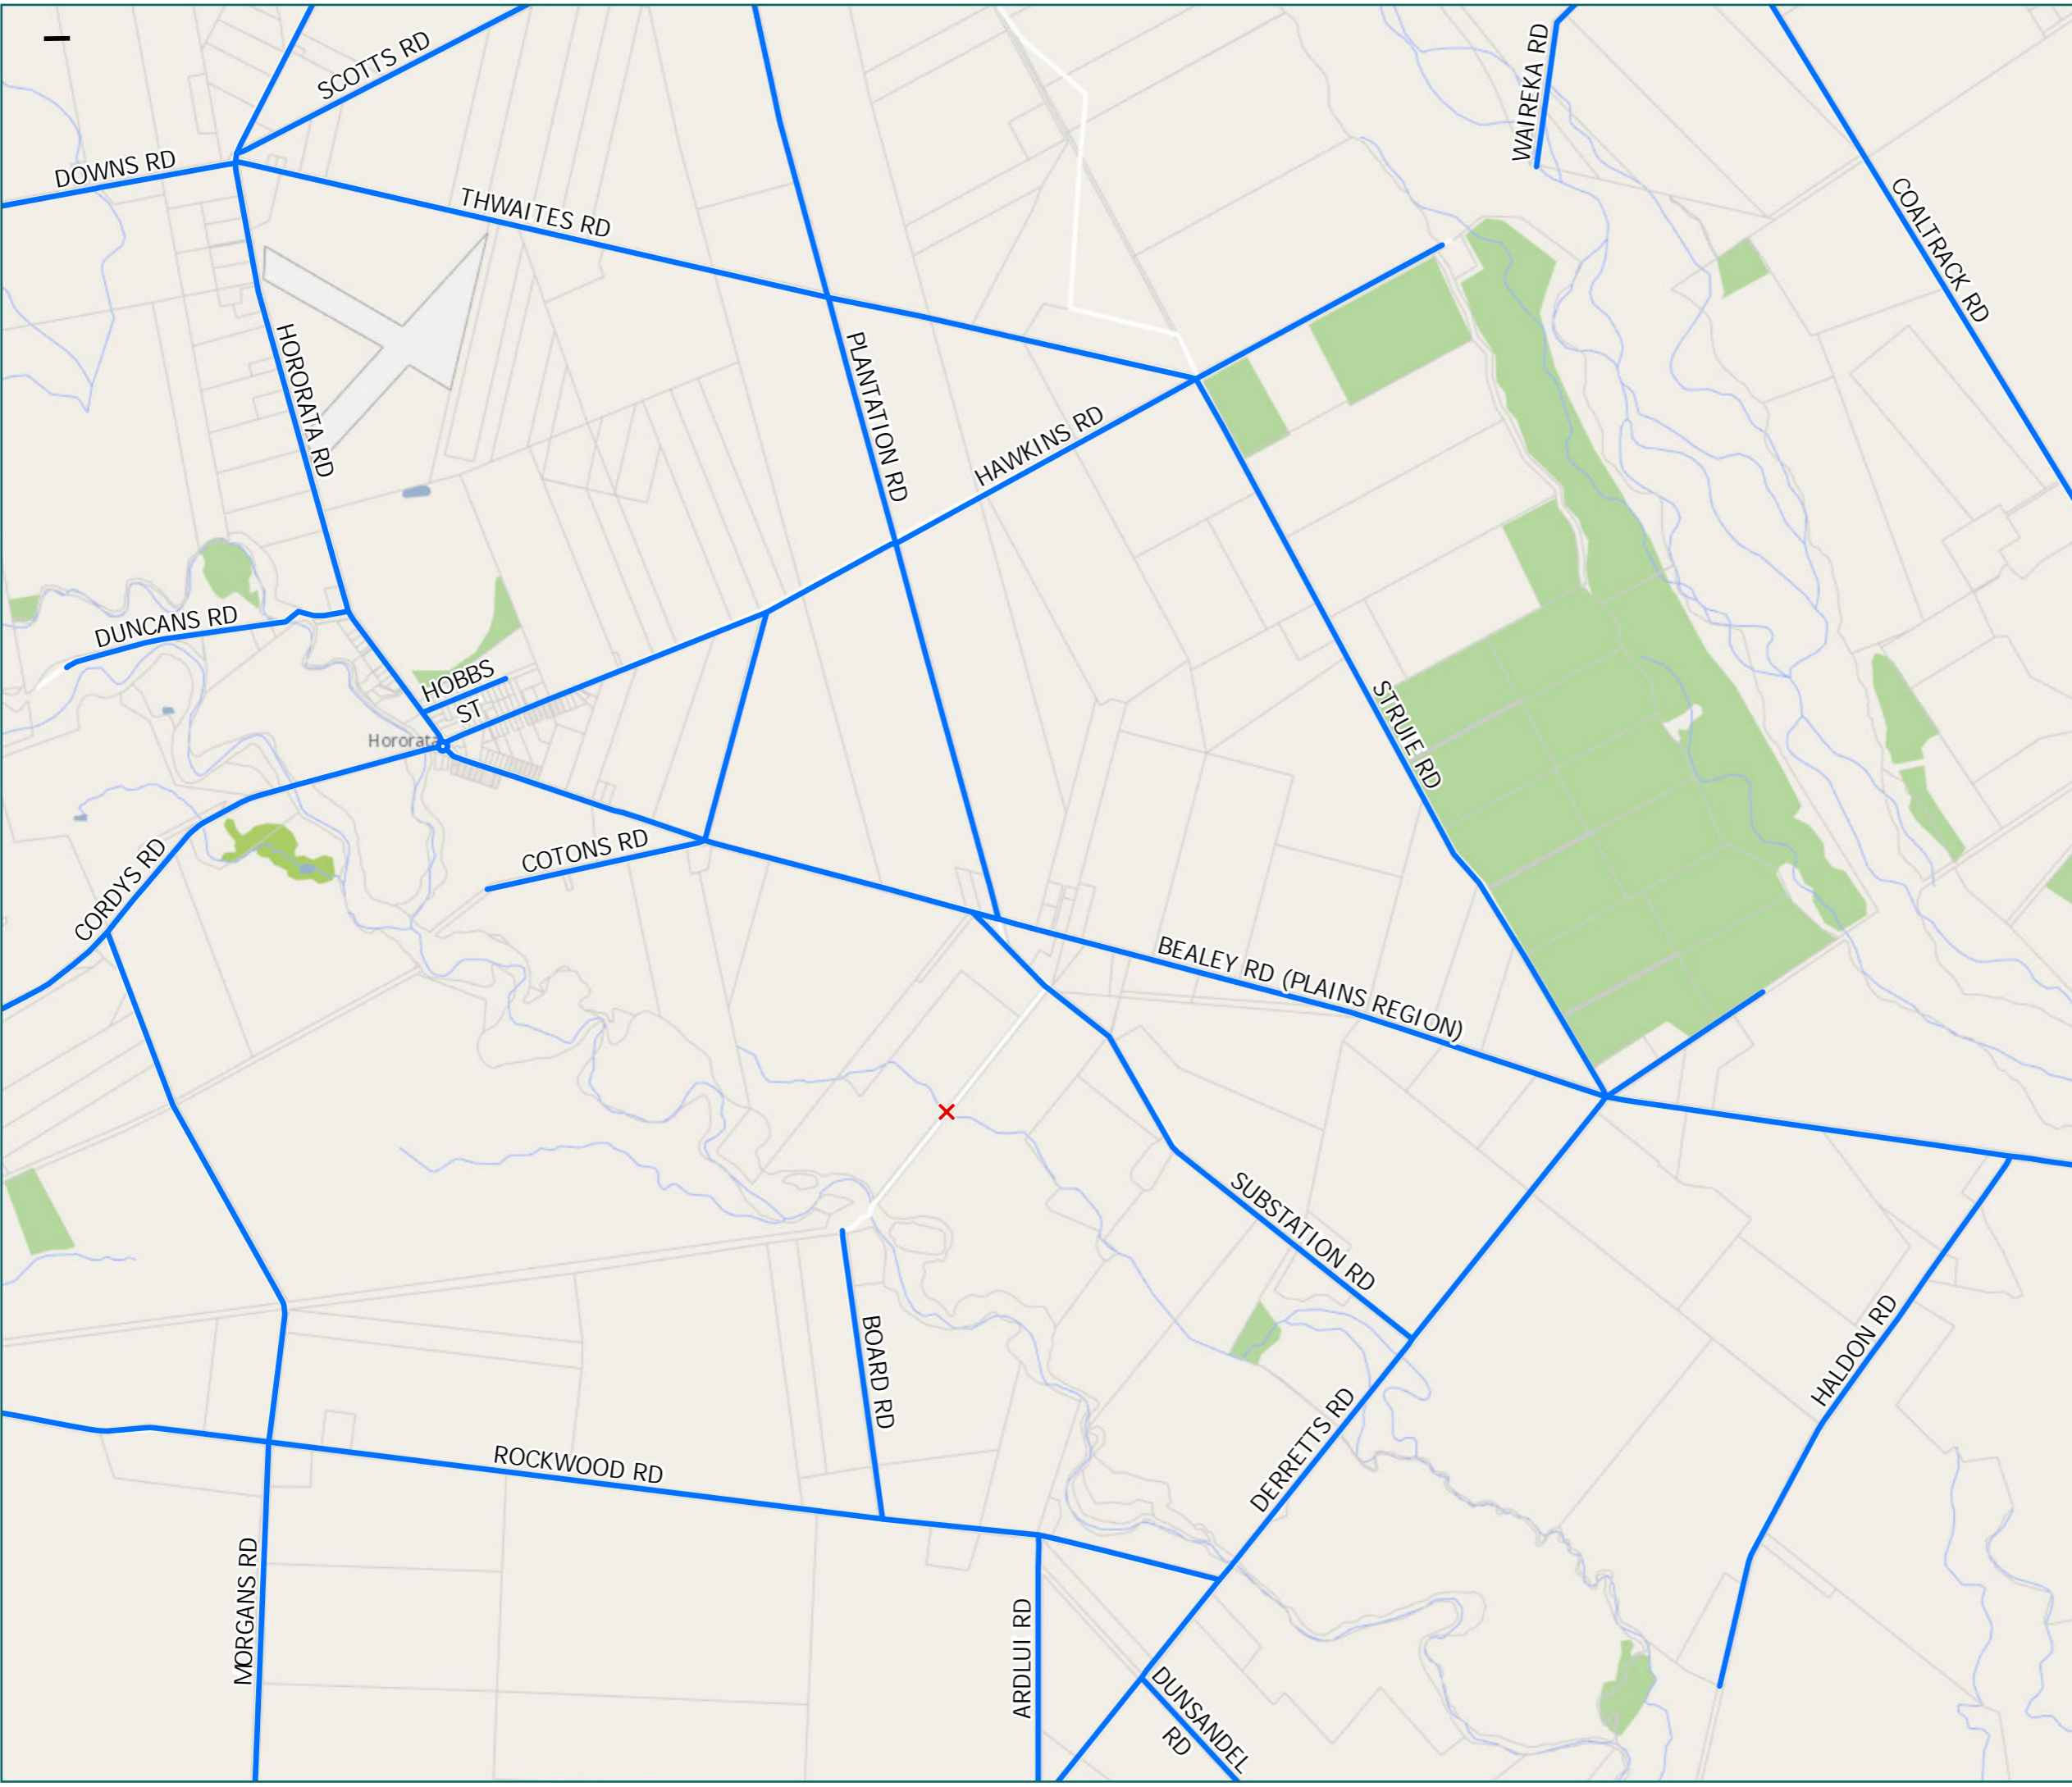 SCOTTS RD
WAIREKA RD
DOWNS RD
THWAITES RD
COALTRACK RD
HORORATA RD
PLANTATION RD
HAWKINS RD
DUNCANS RD
HOBBS
ST
STRUIE RD
Hororata
COTONS RD
CORDYS RD
BEALEY RD (PLAINS REGION)
SUBSTATION RD
BOARD RD
HALDON RD
DERRETTS RD
ROCKWOOD RD
MORGANS RD
ARDLUI RD
DUNSANDEL
RD